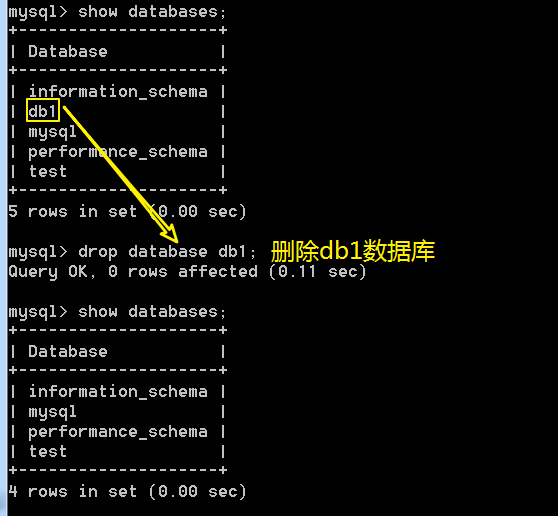 mysql> show databases;
+--------------------+
| Database           |
+--------------------+
| information_schema |
| db1                |
| mysql              |
| performance_schema |
| test               |
+--------------------+
5 rows in set (0.00 sec)
mysql> drop database db1; 删除db1数据库
Query OK, 0 rows affected (0.11 sec)
mysql> show databases;
+--------------------+
| Database           |
+--------------------+
| information_schema |
| mysql              |
| performance_schema |
| test               |
+--------------------+
4 rows in set (0.00 sec)